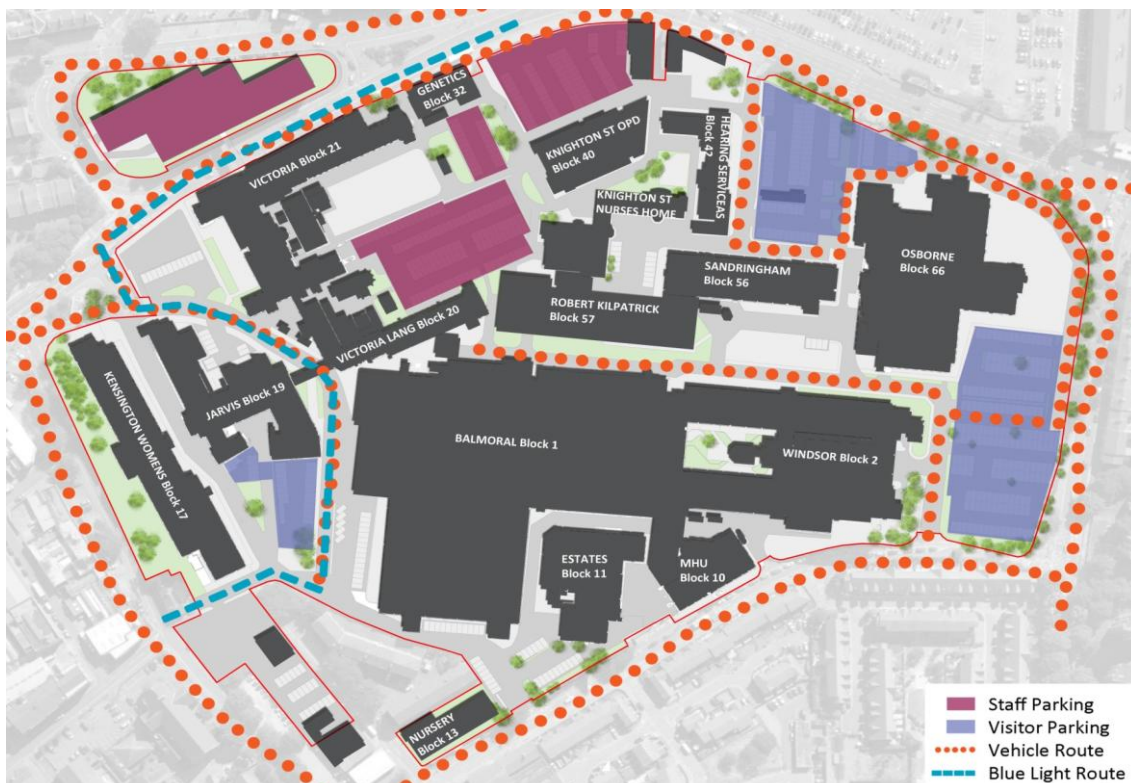 GENETICS
Block 32
VICTORIA Block 21
KNIGHTON ST OPD
Block 40
HEARING SERVICEAS
Block 42
KNIGHTON ST
NURSES HOME
OSBORNE
Block 66
SANDRINGHAM
Block 56
ROBERT KILPATRICK
Block 57
VICTORIA LANG Block 20
KENSINGTON WOMENS Block 17
JARVIS Block 19
BALMORAL Block 1
WINDSOR Block 2
ESTATES
Block 11
MHU
Block 10
NURSERY
Block 13
Staff Parking
Visitor Parking
Vehicle Route
Blue Light Route